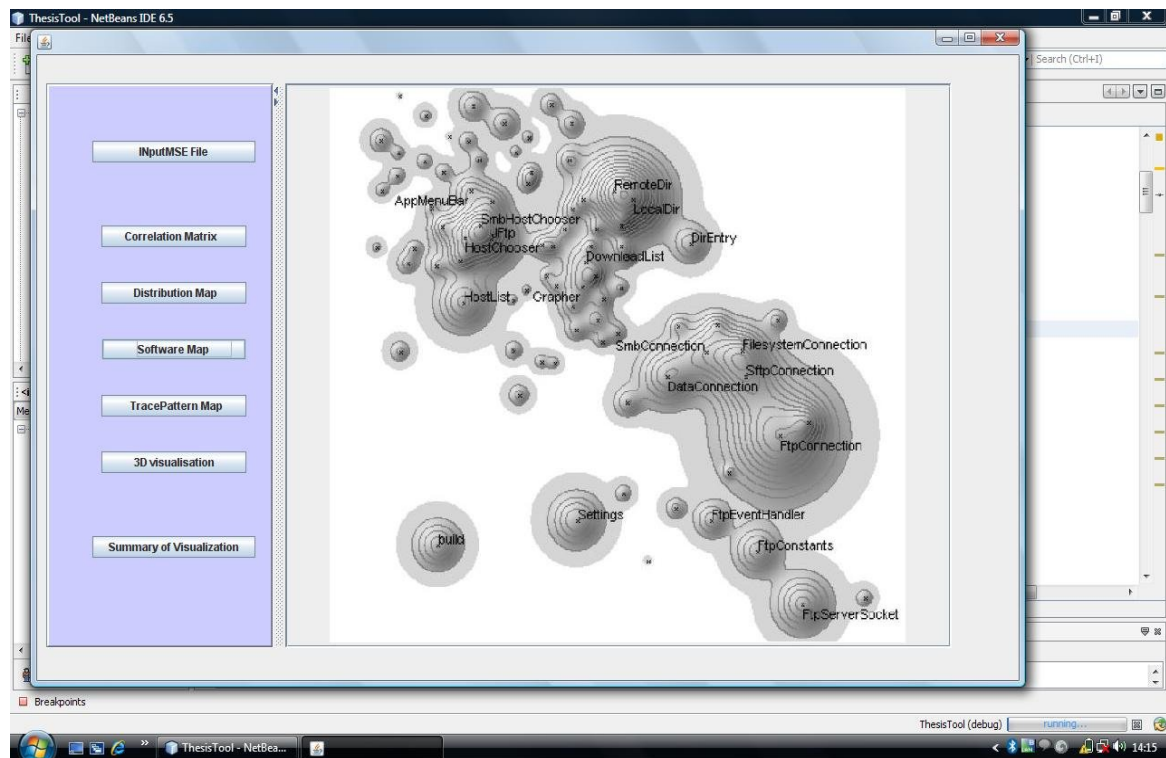 ThesisTool - NetBeans IDE 6.5
Search (Ctrl+I)
INputMSE File
Correlation Matrix
Distribution Map
Software Map
TracePattern Map
3D visualisation
Summary of Visualization
RemoteDir
AppMenuBar
LocalDir
SmbHostChooser
JFtp
DirEntry
HostChooser
DownloadList
HostList
Grapher
SmbConnection
FilesystemConnection
SftpConnection
DataConnection
FtpConnection
Settings
FtpEventHandler
build
FtpConstants
FtpServerSocket
Breakpoints
ThesisTool (debug)
running...
ThesisTool - NetBea...
14:15